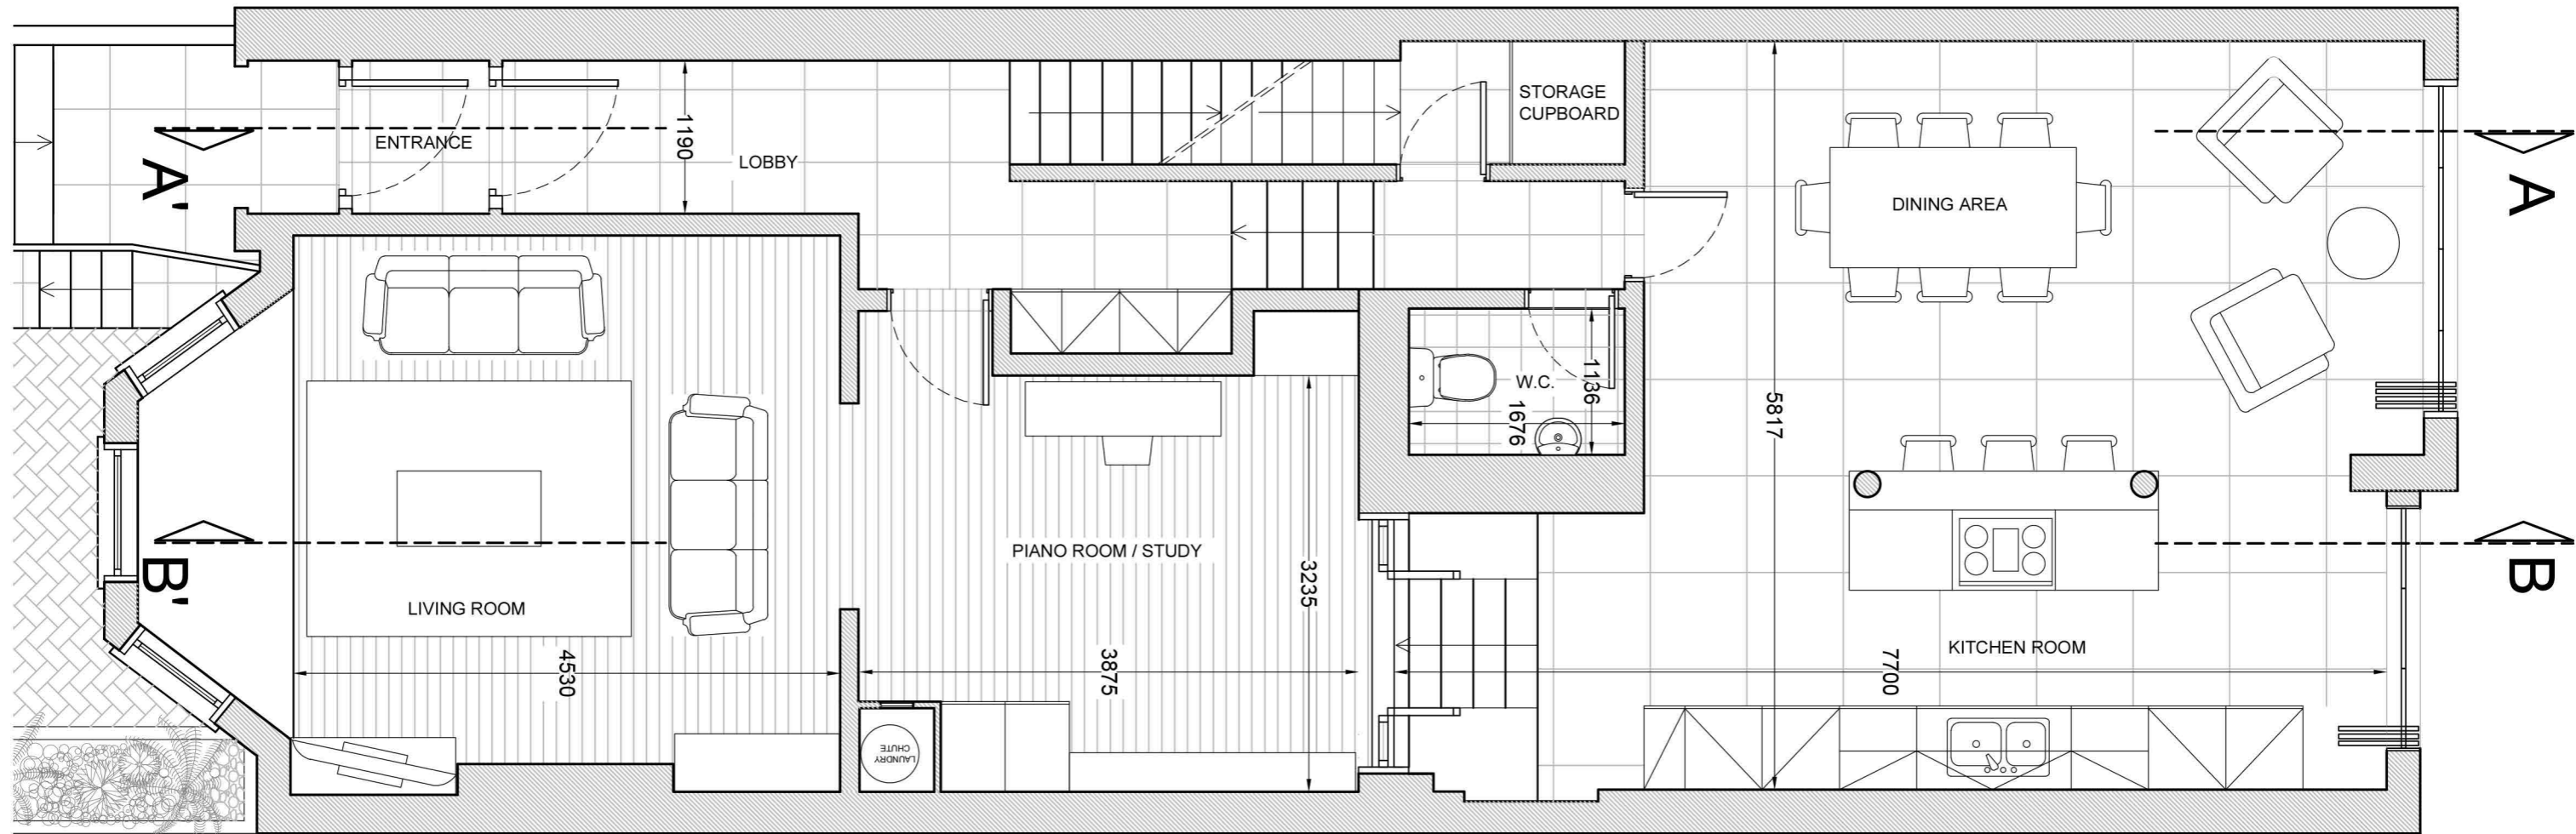 ENTRANCE
LOBBY
1190
STORAGE
CUPBOARD
A'
A
DINING AREA
W.C.
1136
1676
5817
B'
B
LIVING ROOM
4530
PIANO ROOM / STUDY
3235
3875
KITCHEN ROOM
7700
LAUNDRY
CHUTE